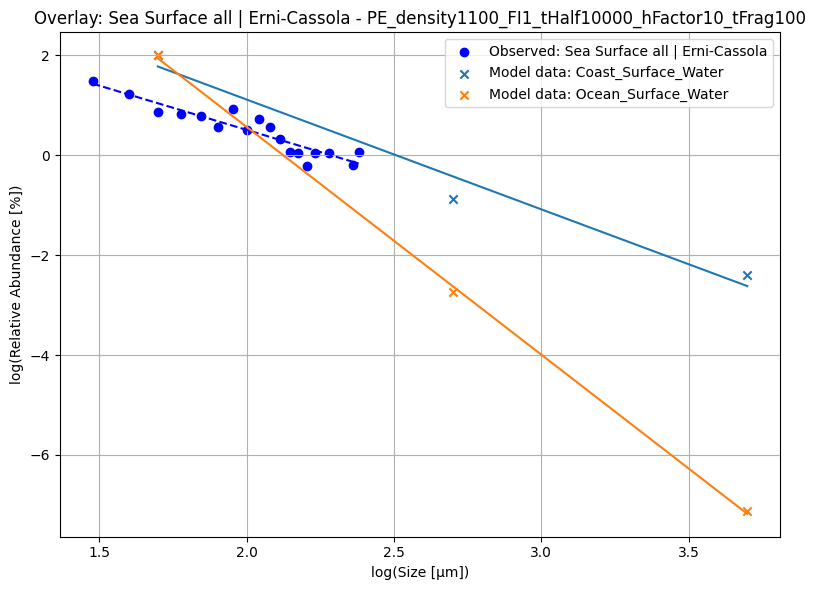 Overlay: Sea Surface all | Erni-Cassola - PE_density1100_FI1_tHalf10000_hFactor10_tFrag100
Observed: Sea Surface all | Erni-Cassola
Model data: Coast_Surface_Water
Model data: Ocean_Surface_Water
log(Relative Abundance [%])
2
0
−2
−4
−6
1.5
2.0
2.5
3.0
3.5
log(Size [μm])